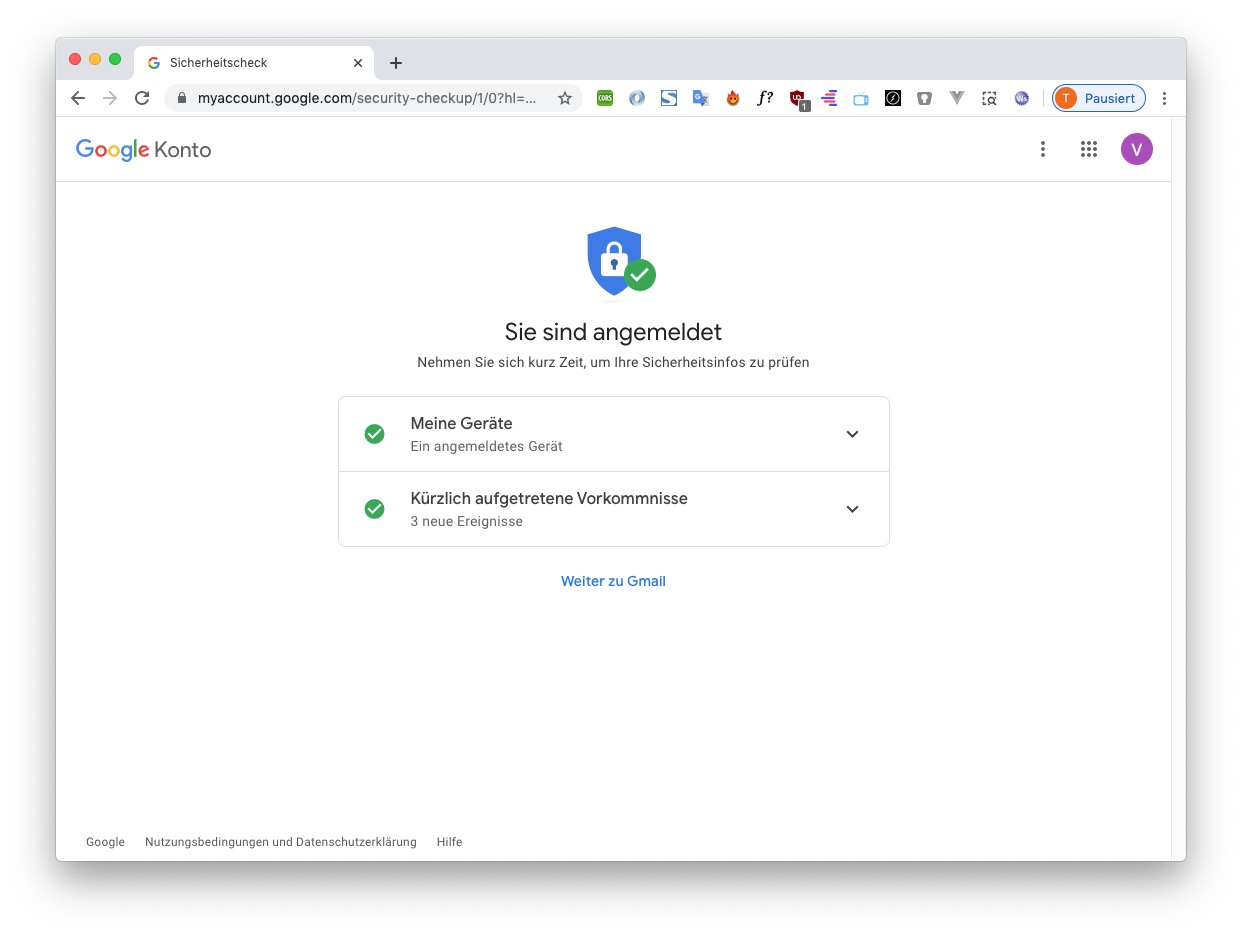 Sicherheitscheck
myaccount.google.com/security-checkup/1/0?hl=...
CORS
S
f?
1
Ws
T Pausiert
Google Konto
V
Sie sind angemeldet
Nehmen Sie sich kurz Zeit, um Ihre Sicherheitsinfos zu prüfen
Meine Geräte
Ein angemeldetes Gerät
Kürzlich aufgetretene Vorkommnisse
3 neue Ereignisse
Weiter zu Gmail
Google Nutzungsbedingungen und Datenschutzerklärung Hilfe